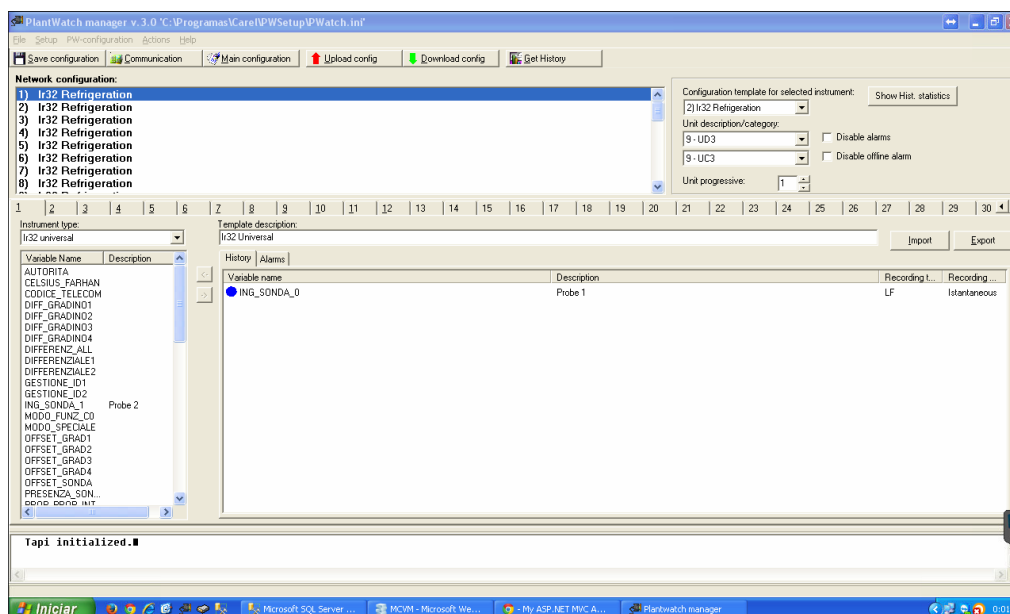 PlantWatch manager v.3.0 'C:\Programas\Carel\PWSetup\PWatch.ini'
File Setup PW-configuration Actions Help
Save configuration Communication Main configuration Upload config Download config Get History
Network configuration:
1) Ir32 Refrigeration
2) Ir32 Refrigeration
3) Ir32 Refrigeration
4) Ir32 Refrigeration
5) Ir32 Refrigeration
6) Ir32 Refrigeration
7) Ir32 Refrigeration
8) Ir32 Refrigeration
Configuration template for selected instrument:
Show Hist. statistics
2) Ir32 Refrigeration
Unit description/category:
9 - UD3
Disable alarms
9 - UC3
Disable offline alarm
Unit progressive: 1
1 2 3 4 5 6 7 8 9 10 11 12 13 14 15 16 17 18 19 20 21 22 23 24 25 26 27 28 29 30
Instrument type:
Ir32 universal
Template description:
Ir32 Universal
Import Export
Variable Name Description
AUTORITA
CELSIUS_FARHAN
CODICE_TELECOM
DIFF_GRADINO1
DIFF_GRADINO2
DIFF_GRADINO3
DIFF_GRADINO4
DIFFERENZ_ALL
DIFFERENZIALE1
DIFFERENZIALE2
GESTIONE_ID1
GESTIONE_ID2
ING_SONDA_1 Probe 2
MODO_FUNZ_C0
MODO_SPECIALE
OFFSET_GRAD1
OFFSET_GRAD2
OFFSET_GRAD3
OFFSET_GRAD4
OFFSET_SONDA
PRESENZA_SON...
History Alarms
Variable name Description Recording t... Recording ...
ING_SONDA_0 Probe 1 LF Istantaneous
Tapi initialized.
Iniciar Microsoft SQL Server ... MCVM - Microsoft We... - My ASP.NET MVC A... Plantwatch manager 0:01